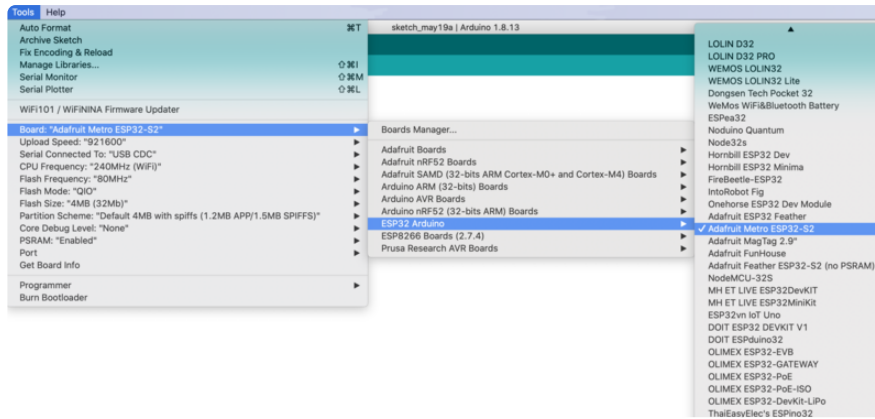 Tools Help
Auto Format ⌘T
Archive Sketch
Fix Encoding & Reload
Manage Libraries... ⇧⌘I
Serial Monitor ⇧⌘M
Serial Plotter ⇧⌘L
WiFi101 / WiFiNINA Firmware Updater
Board: "Adafruit Metro ESP32-S2"
Upload Speed: "921600"
Serial Connected To: "USB CDC"
CPU Frequency: "240MHz (WiFi)"
Flash Frequency: "80MHz"
Flash Mode: "QIO"
Flash Size: "4MB (32Mb)"
Partition Scheme: "Default 4MB with spiffs (1.2MB APP/1.5MB SPIFFS)"
Core Debug Level: "None"
PSRAM: "Enabled"
Port
Get Board Info
Programmer
Burn Bootloader
sketch_may19a | Arduino 1.8.13
Boards Manager...
Adafruit Boards
Adafruit nRF52 Boards
Adafruit SAMD (32-bits ARM Cortex-M0+ and Cortex-M4) Boards
Arduino ARM (32-bits) Boards
Arduino AVR Boards
Arduino nRF52 (32-bits ARM) Boards
ESP32 Arduino
ESP8266 Boards (2.7.4)
Prusa Research AVR Boards
LOLIN D32
LOLIN D32 PRO
WEMOS LOLIN32
WEMOS LOLIN32 Lite
Dongsen Tech Pocket 32
WeMos WiFi&Bluetooth Battery
ESPea32
Noduino Quantum
Node32s
Hornbill ESP32 Dev
Hornbill ESP32 Minima
FireBeetle-ESP32
IntoRobot Fig
Onehorse ESP32 Dev Module
Adafruit ESP32 Feather
✓ Adafruit Metro ESP32-S2
Adafruit MagTag 2.9"
Adafruit FunHouse
Adafruit Feather ESP32-S2 (no PSRAM)
NodeMCU-32S
MH ET LIVE ESP32DevKIT
MH ET LIVE ESP32MiniKit
ESP32vn IoT Uno
DOIT ESP32 DEVKIT V1
DOIT ESPduino32
OLIMEX ESP32-EVB
OLIMEX ESP32-GATEWAY
OLIMEX ESP32-PoE
OLIMEX ESP32-PoE-ISO
OLIMEX ESP32-DevKit-LiPo
ThaiEasyElec's ESPino32